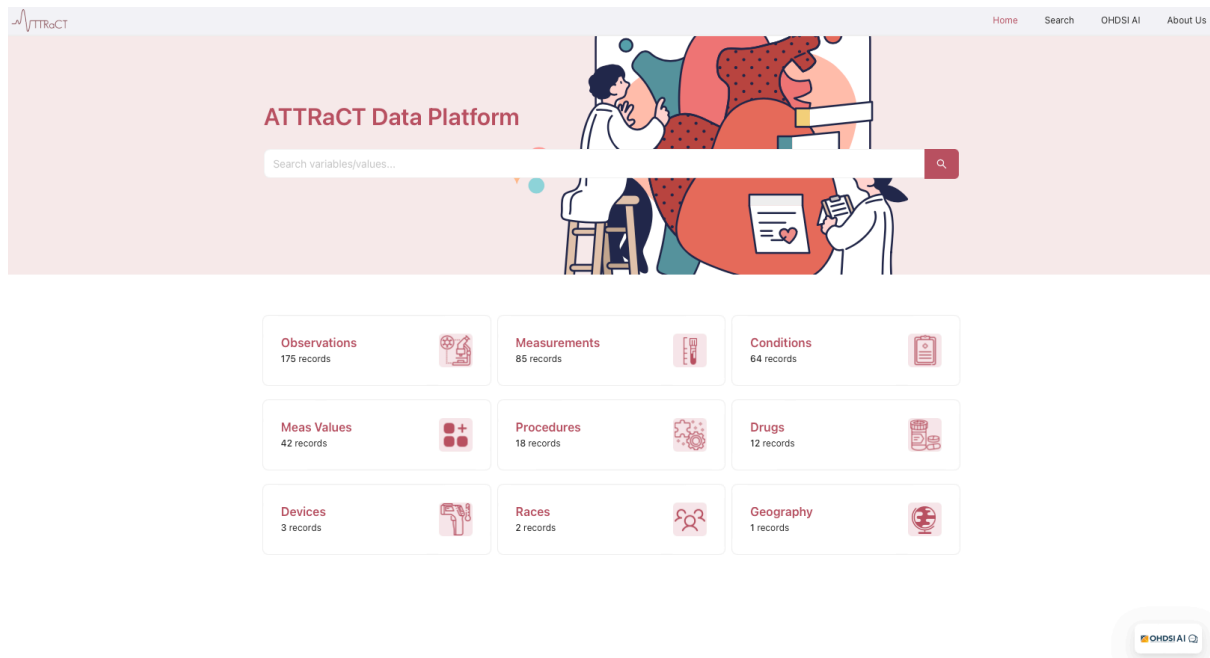 ATTRaCT
Home Search OHDSI AI About Us
ATTRaCT Data Platform
Search variables/values...
Observations
175 records
Measurements
85 records
Conditions
64 records
Meas Values
42 records
Procedures
18 records
Drugs
12 records
Devices
3 records
Races
2 records
Geography
1 records
OHDSI AI